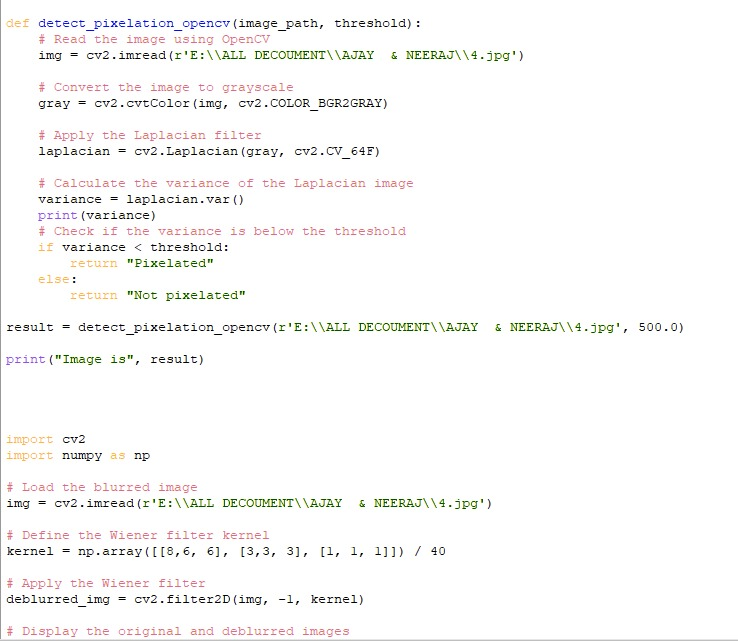 def detect_pixelation_opencv(image_path, threshold):
    # Read the image using OpenCV
    img = cv2.imread(r'E:\\ALL DECOUMENT\\AJAY  & NEERAJ\\4.jpg')
    # Convert the image to grayscale
    gray = cv2.cvtColor(img, cv2.COLOR_BGR2GRAY)
    # Apply the Laplacian filter
    laplacian = cv2.Laplacian(gray, cv2.CV_64F)
    # Calculate the variance of the Laplacian image
    variance = laplacian.var()
    print(variance)
    # Check if the variance is below the threshold
    if variance < threshold:
        return "Pixelated"
    else:
        return "Not pixelated"
result = detect_pixelation_opencv(r'E:\\ALL DECOUMENT\\AJAY  & NEERAJ\\4.jpg', 500.0)
print("Image is", result)
import cv2
import numpy as np
# Load the blurred image
img = cv2.imread(r'E:\\ALL DECOUMENT\\AJAY  & NEERAJ\\4.jpg')
# Define the Wiener filter kernel
kernel = np.array([[8,6, 6], [3,3, 3], [1, 1, 1]]) / 40
# Apply the Wiener filter
deblurred_img = cv2.filter2D(img, -1, kernel)
# Display the original and deblurred images